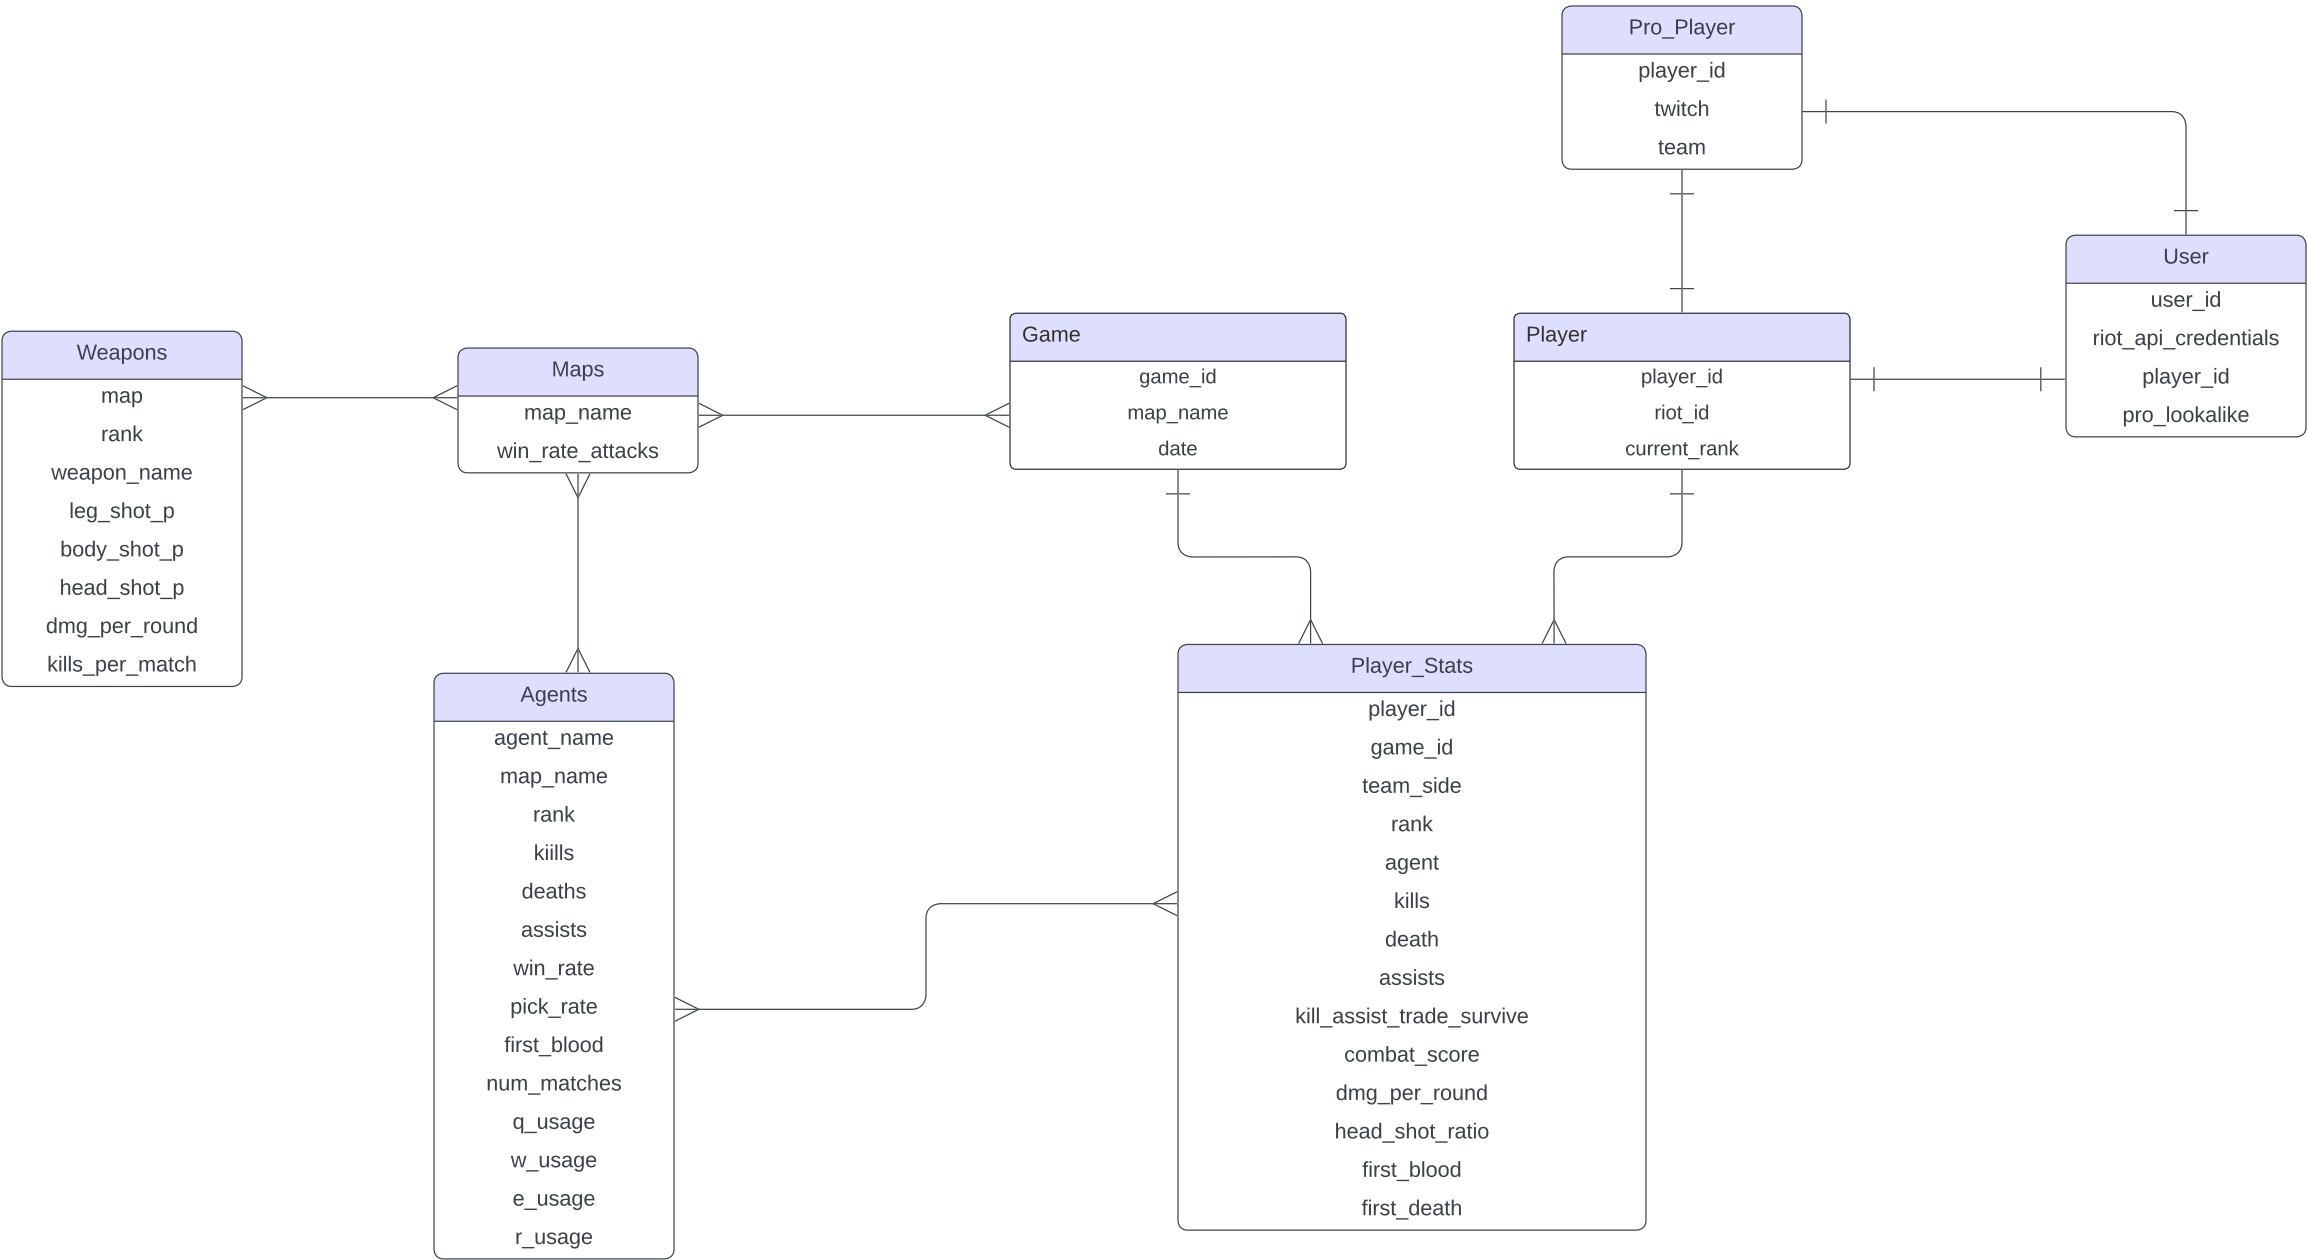 Pro_Player
player_id
twitch
team
User
user_id
riot_api_credentials
player_id
pro_lookalike
Weapons
map
rank
weapon_name
leg_shot_p
body_shot_p
head_shot_p
dmg_per_round
kills_per_match
Maps
map_name
win_rate_attacks
Game
game_id
map_name
date
Player
player_id
riot_id
current_rank
Agents
agent_name
map_name
rank
kiills
deaths
assists
win_rate
pick_rate
first_blood
num_matches
q_usage
w_usage
e_usage
r_usage
Player_Stats
player_id
game_id
team_side
rank
agent
kills
death
assists
kill_assist_trade_survive
combat_score
dmg_per_round
head_shot_ratio
first_blood
first_death